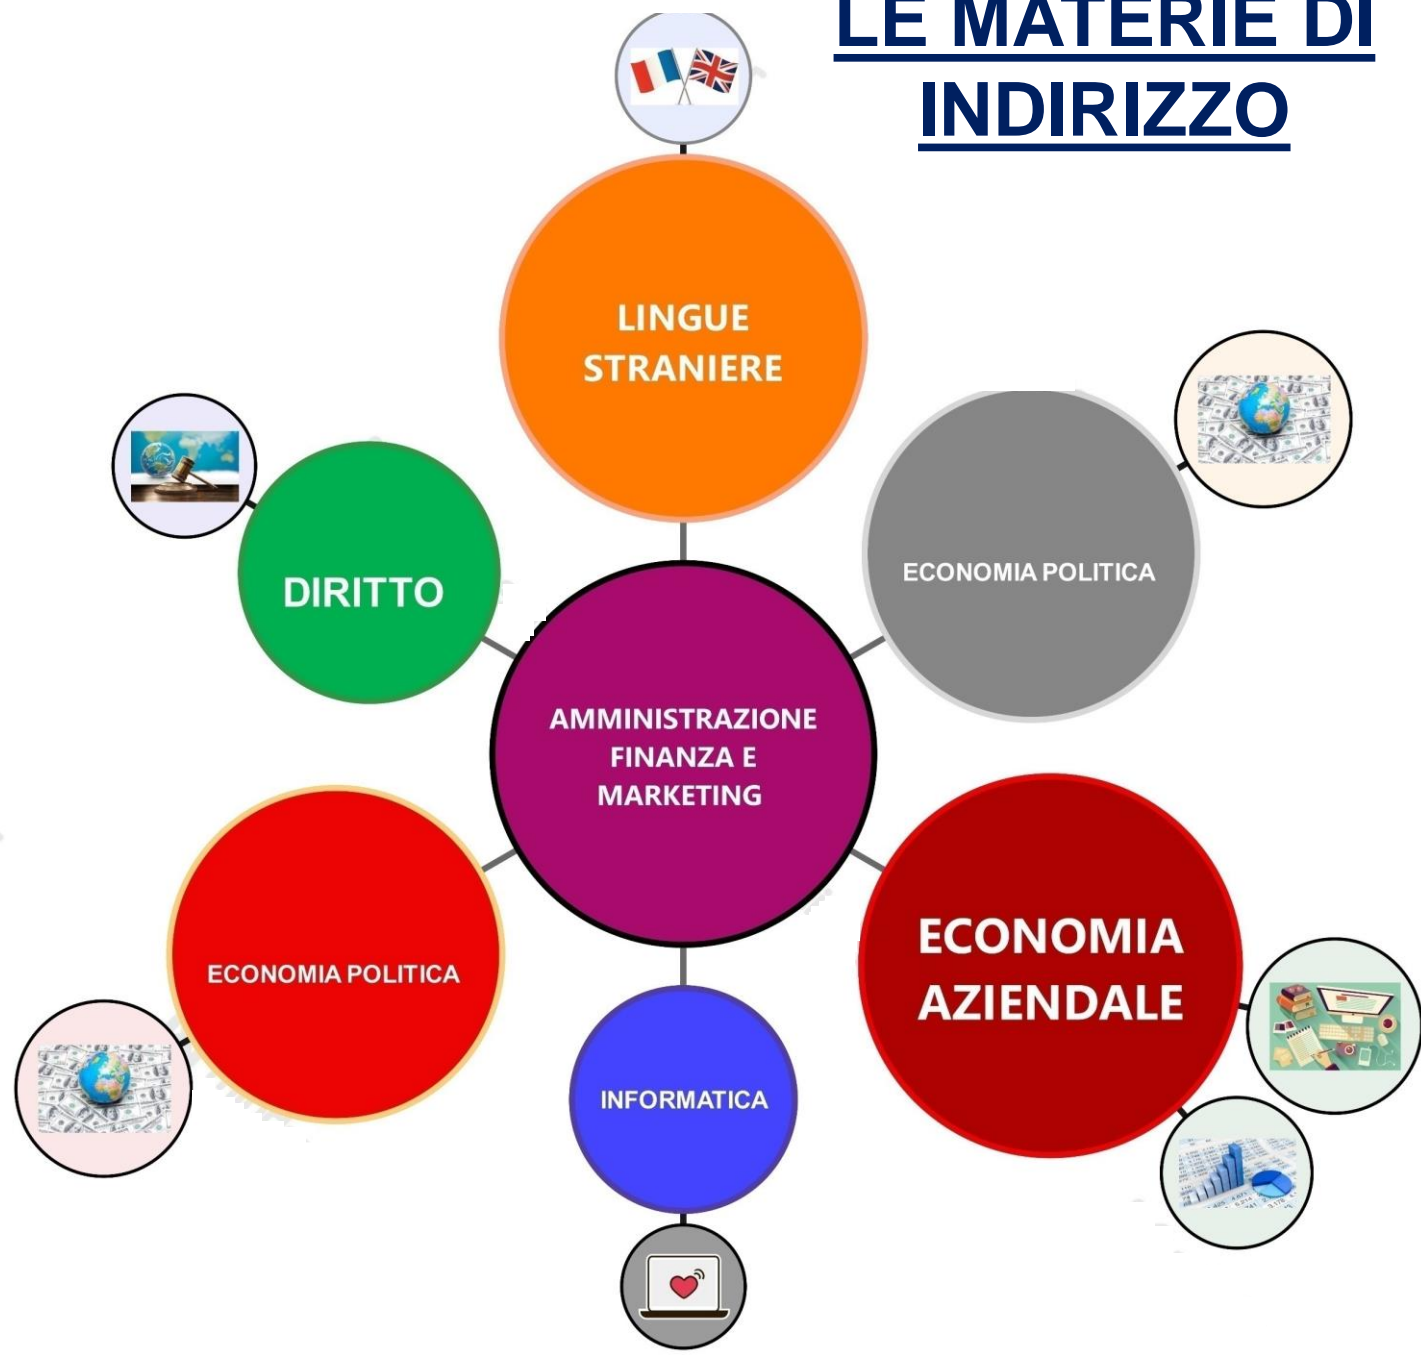 LE MATERIE DI
INDIRIZZO
LINGUE
STRANIERE
ECONOMIA POLITICA
DIRITTO
AMMINISTRAZIONE
FINANZA E
MARKETING
ECONOMIA
AZIENDALE
ECONOMIA POLITICA
INFORMATICA